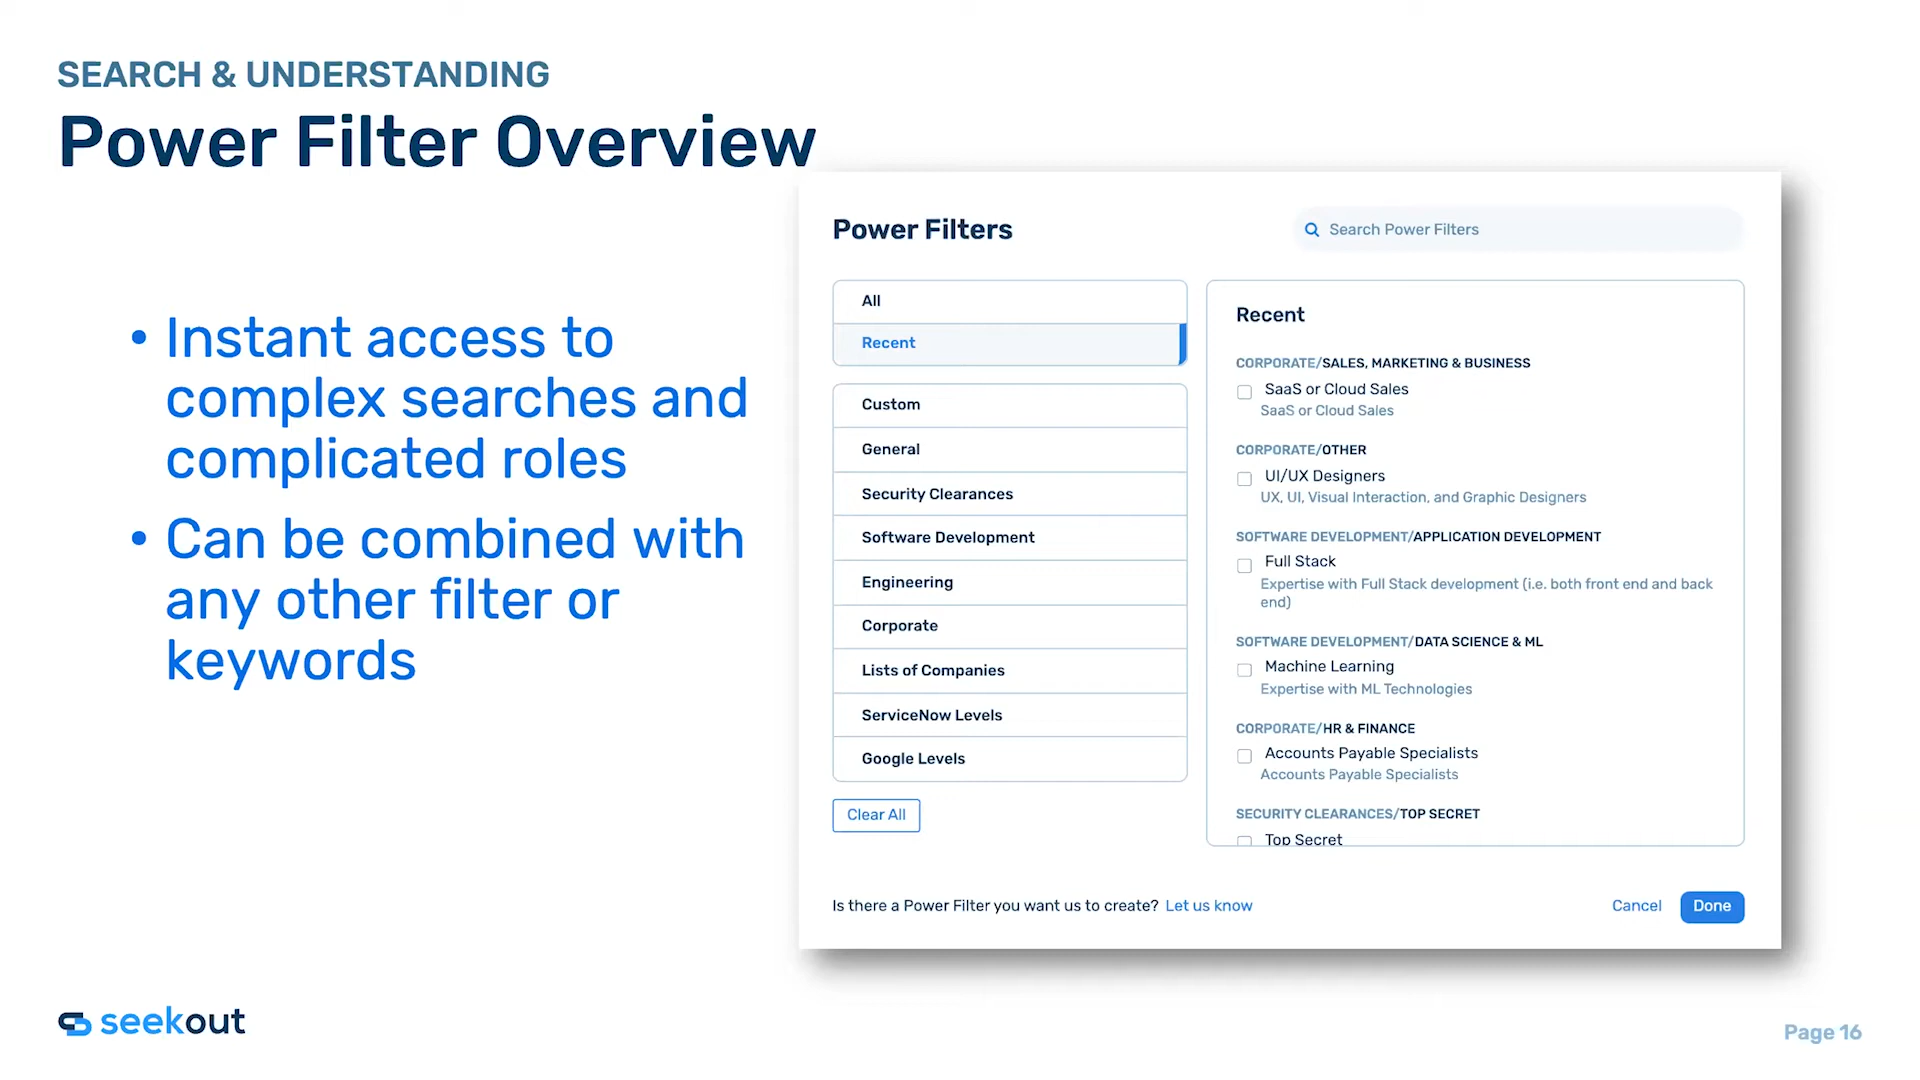 SEARCH & UNDERSTANDING
Power Filter Overview
• Instant access to
complex searches and
complicated roles
• Can be combined with
any other filter or
keywords
Power Filters
Search Power Filters
All
Recent
Custom
General
Security Clearances
Software Development
Engineering
Corporate
Lists of Companies
ServiceNow Levels
Google Levels
Clear All
Recent
CORPORATE/SALES, MARKETING & BUSINESS
SaaS or Cloud Sales
SaaS or Cloud Sales
CORPORATE/OTHER
UI/UX Designers
UX, UI, Visual Interaction, and Graphic Designers
SOFTWARE DEVELOPMENT/APPLICATION DEVELOPMENT
Full Stack
Expertise with Full Stack development (i.e. both front end and back
end)
SOFTWARE DEVELOPMENT/DATA SCIENCE & ML
Machine Learning
Expertise with ML Technologies
CORPORATE/HR & FINANCE
Accounts Payable Specialists
Accounts Payable Specialists
SECURITY CLEARANCES/TOP SECRET
Top Secret
Is there a Power Filter you want us to create? Let us know
Cancel
Done
seekout
Page 16